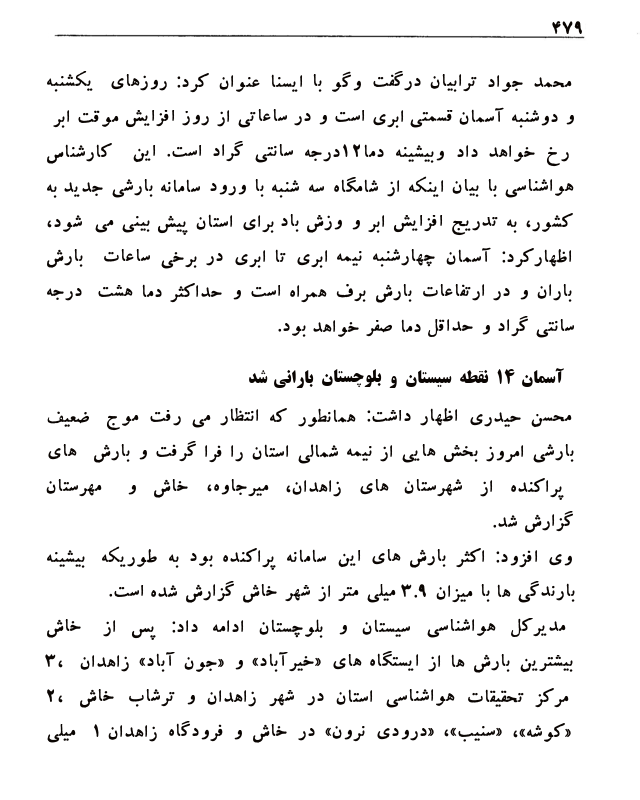 ۴۷۹
محمد جواد ترابیان درگفت وگو با ایسنا عنوان کرد: روزهای یکشنبه
و دوشنبه آسمان قسمتی ابری است و در ساعاتی از روز افزایش موقت ابر
رخ خواهد داد وبیشینه دما۱۲درجه سانتی گراد است. این کارشناس
هواشناسی با بیان اینکه از شامگاه سه شنبه با ورود سامانه بارشی جدید به
کشور، به تدریج افزایش ابر و وزش باد برای استان پیش بینی می شود،
اظهارکرد: آسمان چهارشنبه نیمه ابری تا ابری در برخی ساعات بارش
باران و در ارتفاعات بارش برف همراه است و حداکثر دما هشت درجه
سانتی گراد و حداقل دما صفر خواهد بود.
آسمان ۱۴ نقطه سیستان و بلوچستان بارانی شد
محسن حیدری اظهار داشت: همانطور که انتظار می رفت موج ضعیف
بارشی امروز بخش هایی از نیمه شمالی استان را فرا گرفت و بارش های
پراکنده از شهرستان های زاهدان، میرجاوه، خاش و مهرستان
گزارش شد.
وی افزود: اکثر بارش های این سامانه پراکنده بود به طوریکه بیشینه
بارندگی ها با میزان ۳.۹ میلی متر از شهر خاش گزارش شده است.
مدیرکل هواشناسی سیستان و بلوچستان ادامه داد: پس از خاش
بیشترین بارش ها از ایستگاه های «خیرآباد» و «جون آباد» زاهدان ۳،
مرکز تحقیقات هواشناسی استان در شهر زاهدان و ترشاب خاش ۲،
«کوشه»، «سنیب»، «درودی نرون» در خاش و فرودگاه زاهدان ۱ میلی